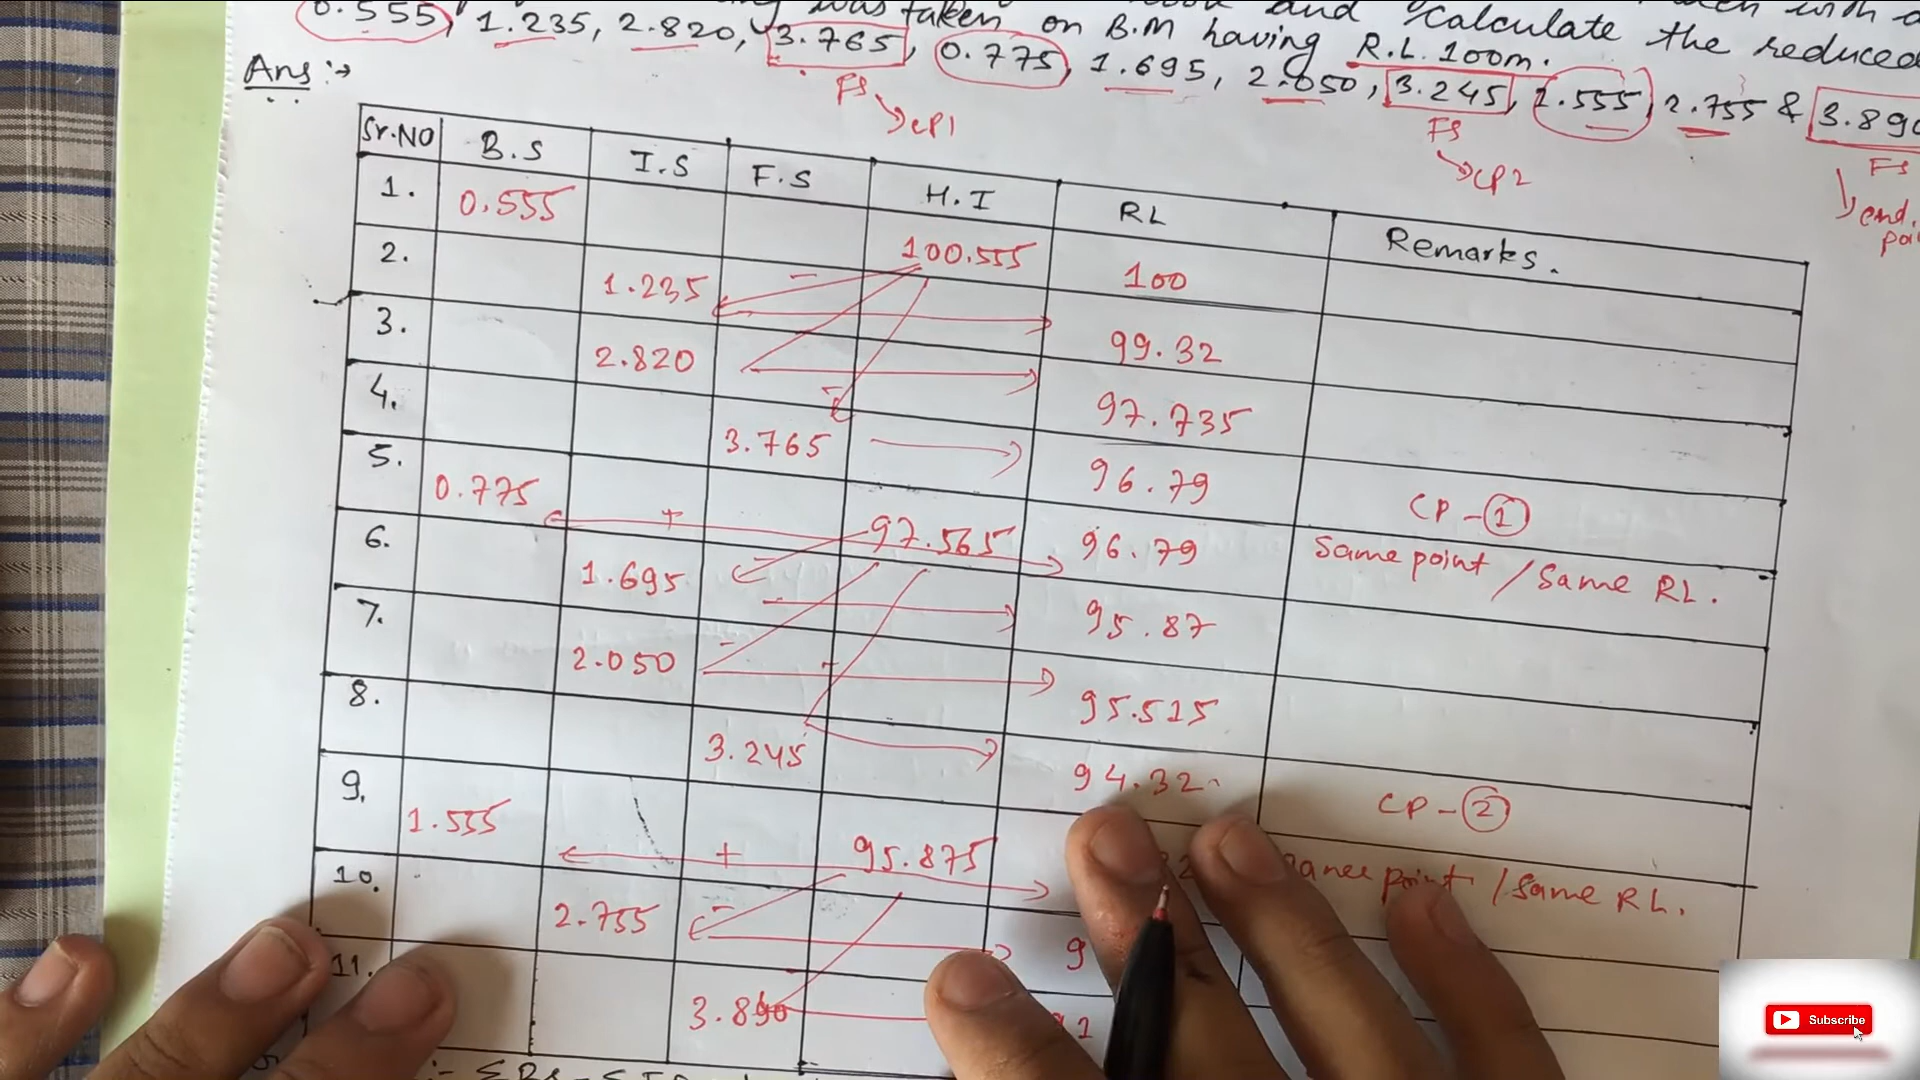 was taken on B.M having R.L. 100m. and calculate the reduced
0.555, 1.235, 2.820, 3.765, 0.775, 1.695, 2.050, 3.245, 1.555, 2.755 & 3.890
Ans :→
FS
CP1
FS
CP2
FS
end.
Sr.NO B.S I.S F.S H.I RL Remarks.
1. 0.555 100.555 100
2. 1.235 99.32
3. 2.820 97.735
4. 3.765 96.79 CP-①
5. 0.775 97.565 96.79 Same point / Same RL.
6. 1.695 95.87
7. 2.050 95.515
8. 3.245 94.32 CP-②
9. 1.555 95.875 point / Same RL.
10. 2.755 9
11. 3.890 91
Subscribe